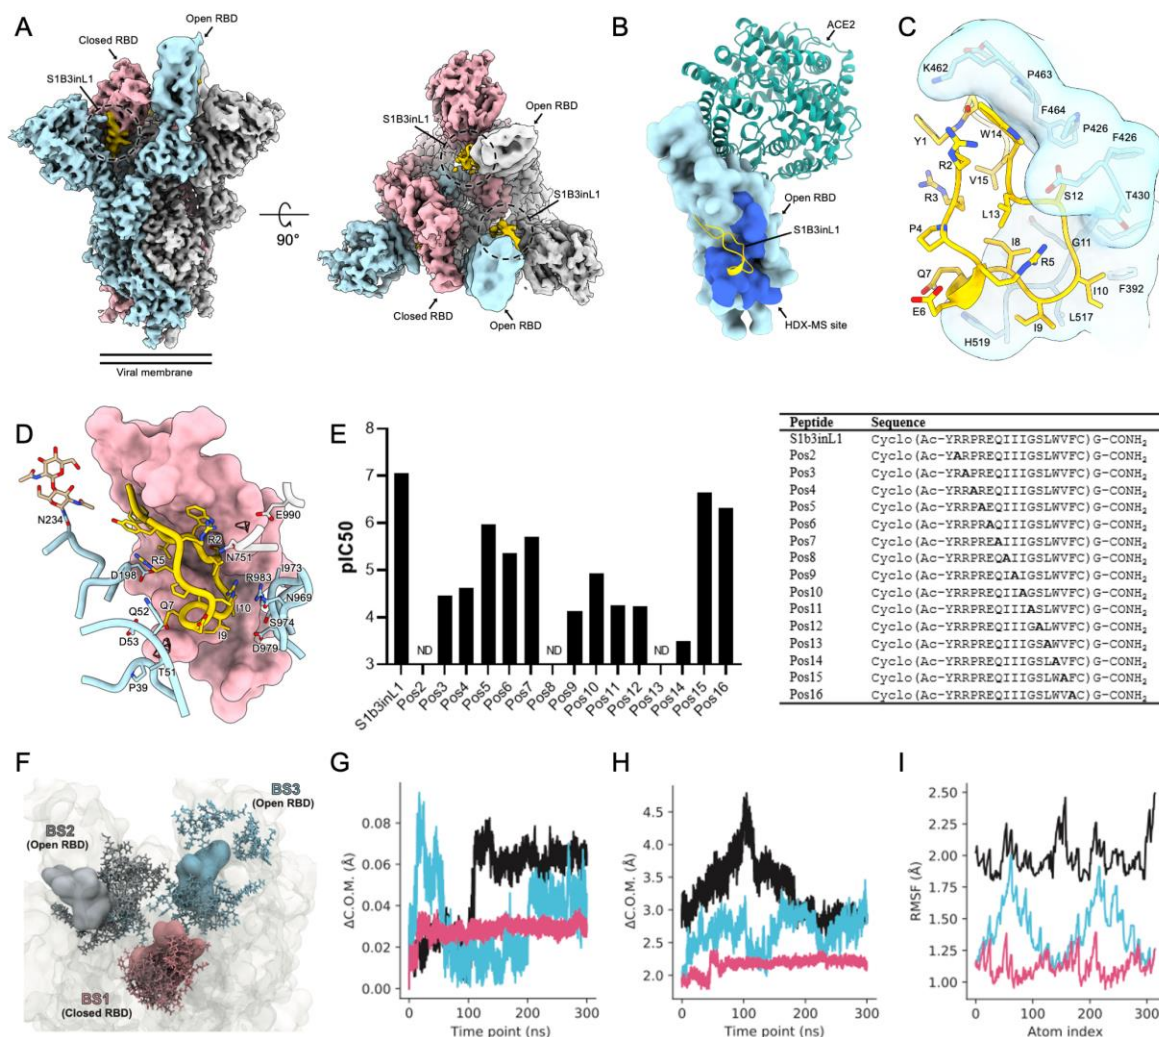 A
Open RBD
Closed RBD
S1B3inL1
Viral membrane
90°
S1B3inL1
Open RBD
S1B3inL1
Closed RBD
Open RBD
B
ACE2
Open RBD
S1B3inL1
HDX-MS site
C
K462
P463
F464
P426
F426
Y1
W14
R2
V15
S12
T430
R3
L13
P4
I8
G11
R5
Q7
I10
F392
E6
L517
I9
H519
D
N234
E990
R2
N751
R5
D198
R983
I973
I10
N969
Q52
Q7
S974
D53
I9
D979
T51
P39
E
pIC50
8
7
6
5
4
3
ND
ND
ND
S1b3inL1
Pos2
Pos3
Pos4
Pos5
Pos6
Pos7
Pos8
Pos9
Pos10
Pos11
Pos12
Pos13
Pos14
Pos15
Pos16
Peptide Sequence
S1b3inL1 Cyclo(Ac-YRRPREQIIIGSLWVFC)G-CONH₂
Pos2 Cyclo(Ac-YARPREQIIIGSLWVFC)G-CONH₂
Pos3 Cyclo(Ac-YRAPREQIIIGSLWVFC)G-CONH₂
Pos4 Cyclo(Ac-YRRAREQIIIGSLWVFC)G-CONH₂
Pos5 Cyclo(Ac-YRRPAEQIIIGSLWVFC)G-CONH₂
Pos6 Cyclo(Ac-YRRPRAQIIIGSLWVFC)G-CONH₂
Pos7 Cyclo(Ac-YRRPREAIIIGSLWVFC)G-CONH₂
Pos8 Cyclo(Ac-YRRPREQAIIGSLWVFC)G-CONH₂
Pos9 Cyclo(Ac-YRRPREQIAIGSLWVFC)G-CONH₂
Pos10 Cyclo(Ac-YRRPREQIIAGSLWVFC)G-CONH₂
Pos11 Cyclo(Ac-YRRPREQIIIASLWVFC)G-CONH₂
Pos12 Cyclo(Ac-YRRPREQIIIGALWVFC)G-CONH₂
Pos13 Cyclo(Ac-YRRPREQIIIGSAWVFC)G-CONH₂
Pos14 Cyclo(Ac-YRRPREQIIIGSLAVFC)G-CONH₂
Pos15 Cyclo(Ac-YRRPREQIIIGSLWAFC)G-CONH₂
Pos16 Cyclo(Ac-YRRPREQIIIGSLWVAC)G-CONH₂
F
BS3
(Open RBD)
BS2
(Open RBD)
BS1
(Closed RBD)
G
ΔC.O.M. (Å)
0.08
0.06
0.04
0.02
0.00
0 100 200 300
Time point (ns)
H
ΔC.O.M. (Å)
4.5
4.0
3.5
3.0
2.5
2.0
0 100 200 300
Time point (ns)
I
RMSF (Å)
2.50
2.25
2.00
1.75
1.50
1.25
1.00
0 100 200 300
Atom index